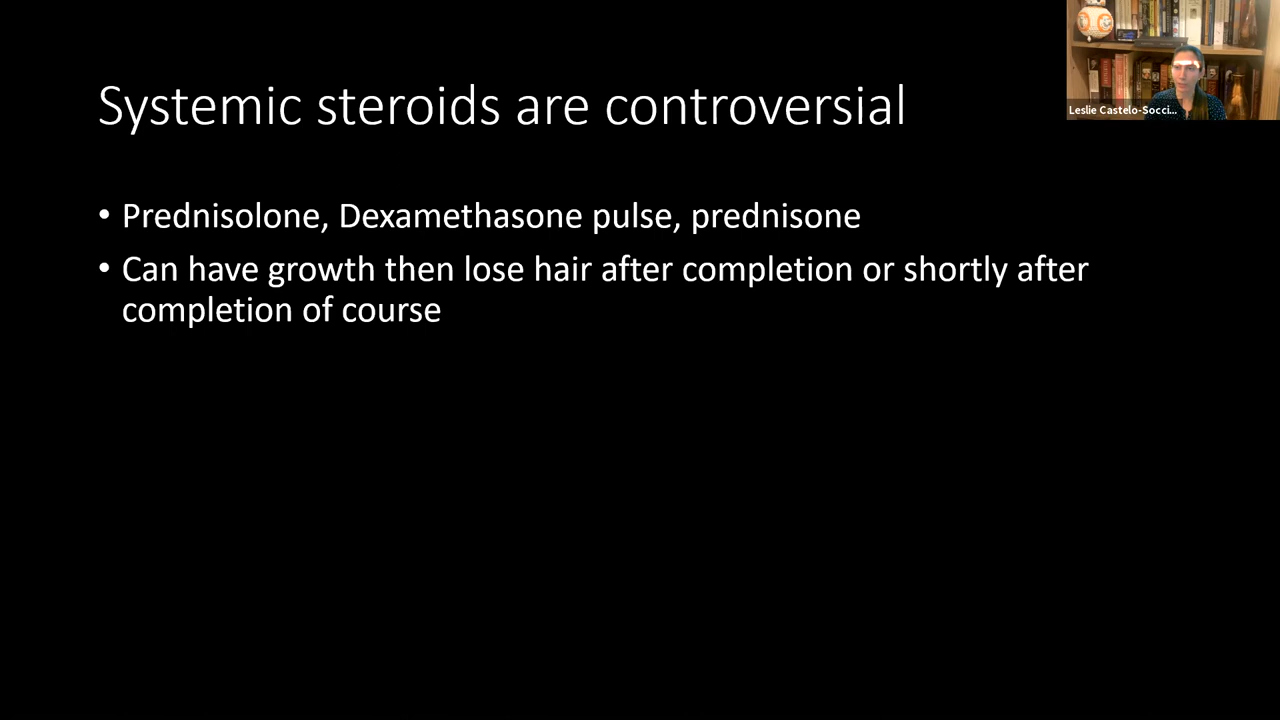 Systemic steroids are controversial
Leslie Castelo-Socci...
• Prednisolone, Dexamethasone pulse, prednisone
• Can have growth then lose hair after completion or shortly after
completion of course